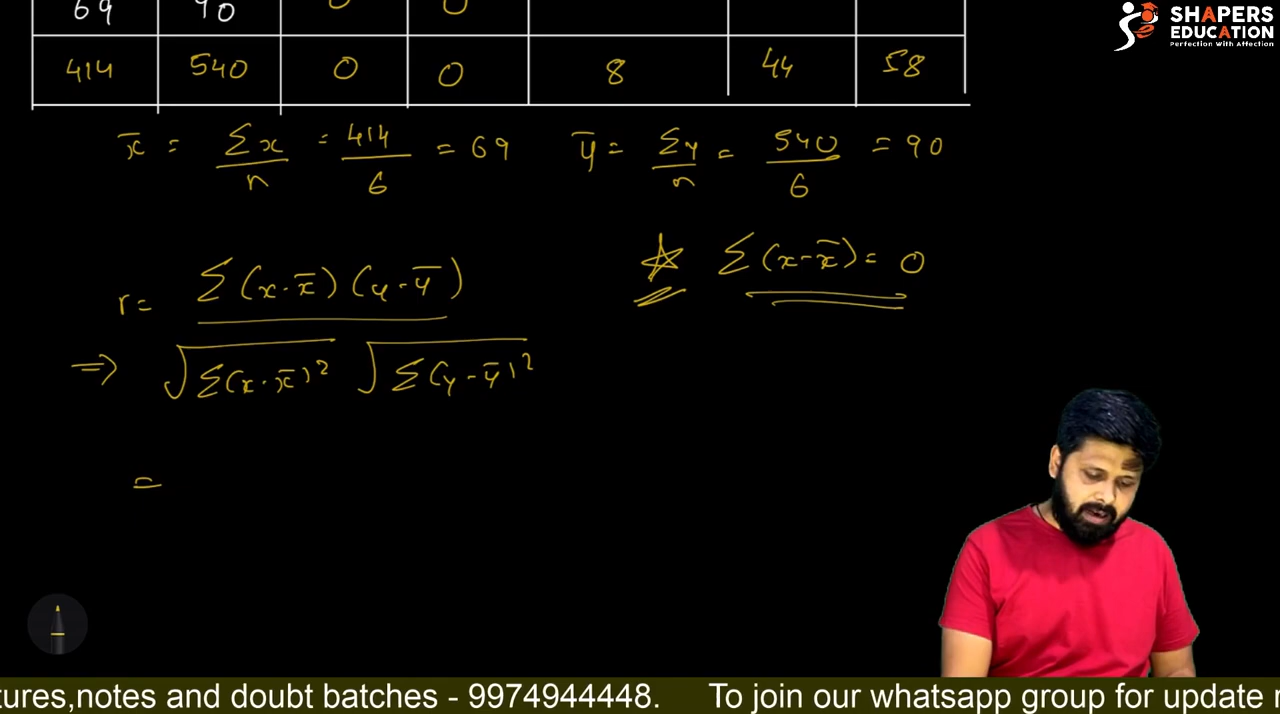 SHAPERS
EDUCATION
Perfection With Affection
69 90 0 0
414 540 0 0 8 44 58
x̄ = Σx/n = 414/6 = 69 ȳ = Σy/n = 540/6 = 90
☆ Σ(x-x̄) = 0
r = Σ(x-x̄)(y-ȳ)
⇒ √Σ(x-x̄)² √Σ(y-ȳ)²
=
tures,notes and doubt batches - 9974944448. To join our whatsapp group for update r